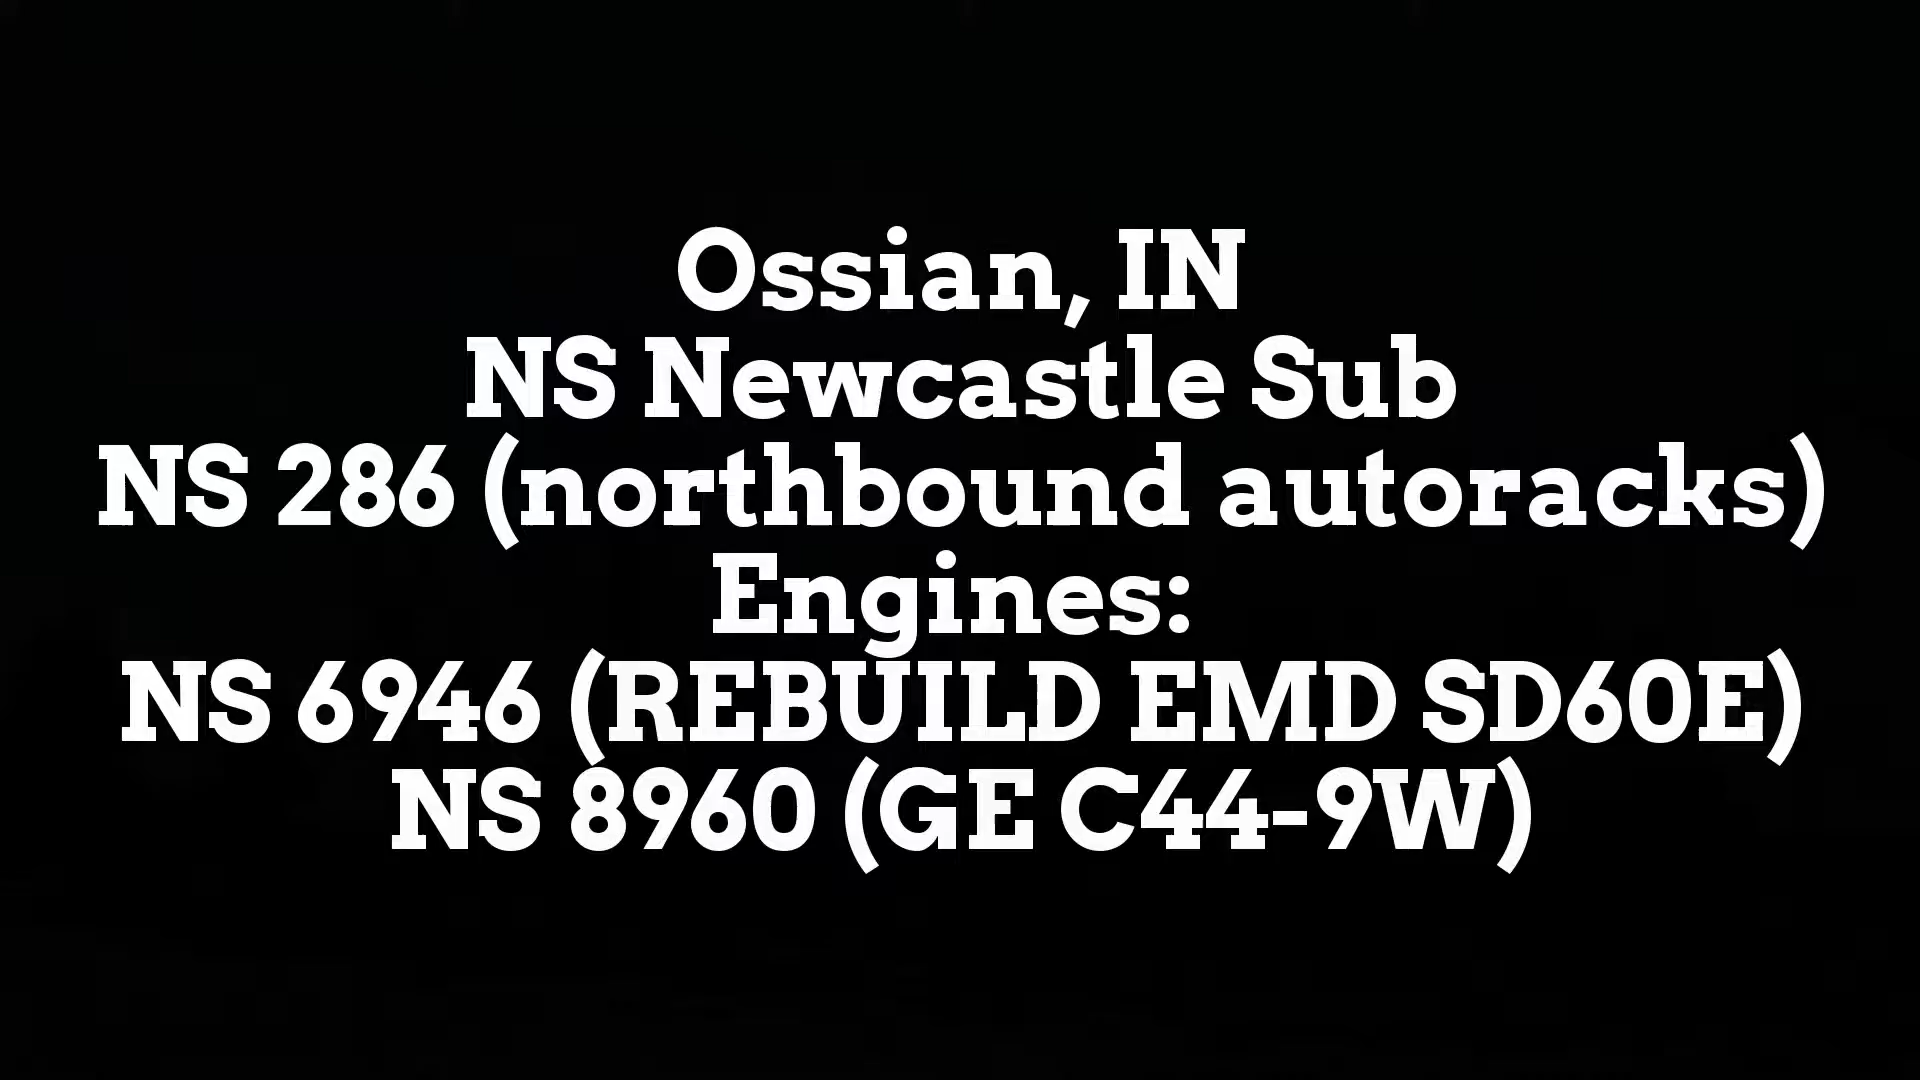 Ossian, IN
NS Newcastle Sub
NS 286 (northbound autoracks)
Engines:
NS 6946 (REBUILD EMD SD60E)
NS 8960 (GE C44-9W)